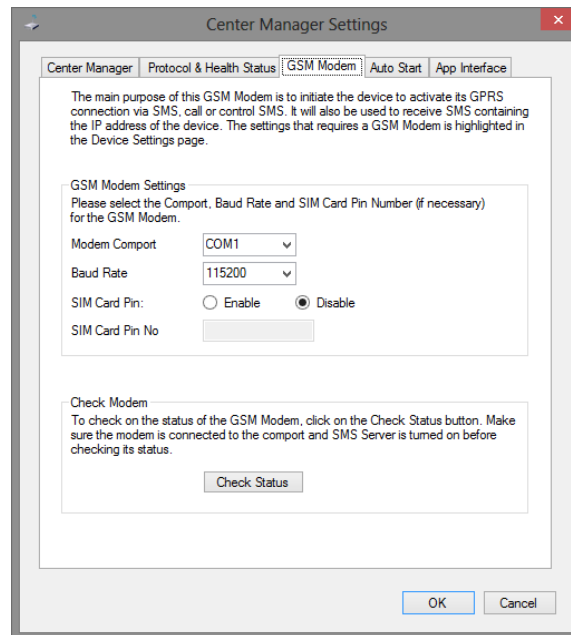 Center Manager Settings
Center Manager Protocol & Health Status GSM Modem Auto Start App Interface
The main purpose of this GSM Modem is to initiate the device to activate its GPRS
connection via SMS, call or control SMS. It will also be used to receive SMS containing
the IP address of the device. The settings that requires a GSM Modem is highlighted in
the Device Settings page.
GSM Modem Settings
Please select the Comport, Baud Rate and SIM Card Pin Number (if necessary)
for the GSM Modem.
Modem Comport COM1
Baud Rate 115200
SIM Card Pin: Enable Disable
SIM Card Pin No
Check Modem
To check on the status of the GSM Modem, click on the Check Status button. Make
sure the modem is connected to the comport and SMS Server is turned on before
checking its status.
Check Status
OK Cancel